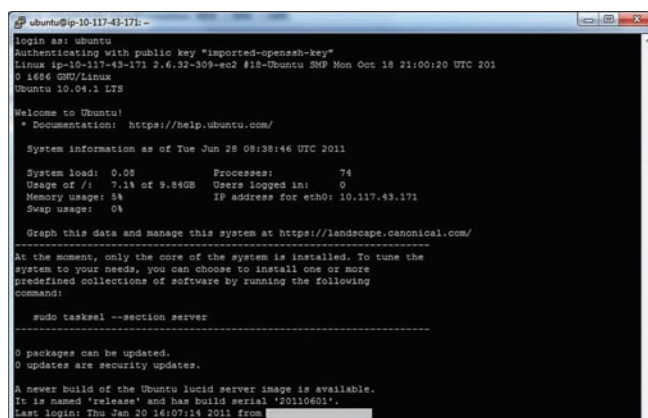 ubuntu@ip-10-117-43-171: ~
login as: ubuntu
Authenticating with public key "imported-openssh-key"
Linux ip-10-117-43-171 2.6.32-309-ec2 #18-Ubuntu SMP Mon Oct 18 21:00:20 UTC 201
0 i686 GNU/Linux
Ubuntu 10.04.1 LTS
Welcome to Ubuntu!
* Documentation:  https://help.ubuntu.com/
System information as of Tue Jun 28 08:38:46 UTC 2011
System load:  0.08    Processes:    74
Usage of /:   7.1% of 9.84GB    Users logged in:    0
Memory usage: 5%    IP address for eth0: 10.117.43.171
Swap usage:   0%
Graph this data and manage this system at https://landscape.canonical.com/
---------------------------------------------------------------------
At the moment, only the core of the system is installed. To tune the
system to your needs, you can choose to install one or more
predefined collections of software by running the following
command:
sudo tasksel --section server
---------------------------------------------------------------------
0 packages can be updated.
0 updates are security updates.
A newer build of the Ubuntu lucid server image is available.
It is named 'release' and has build serial '20110601'.
Last login: Thu Jan 20 16:07:14 2011 from